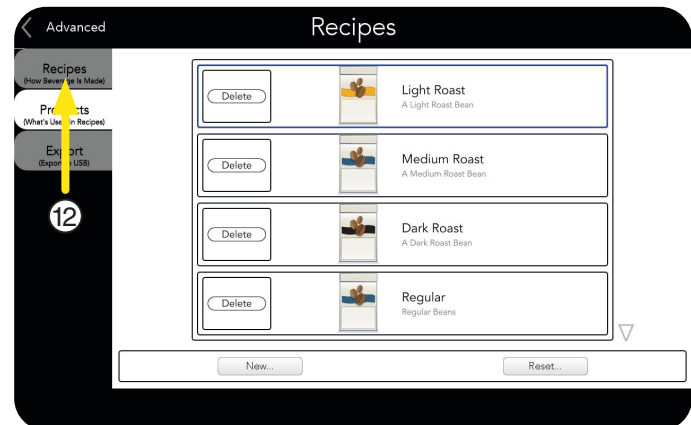 Advanced
Recipes
Recipes
(How Beverage Is Made)
(What's Used In Recipes)
Export
(Export to USB)
12
Delete
Light Roast
A Light Roast Bean
Delete
Medium Roast
A Medium Roast Bean
Delete
Dark Roast
A Dark Roast Bean
Delete
Regular
Regular Beans
New...
Reset...